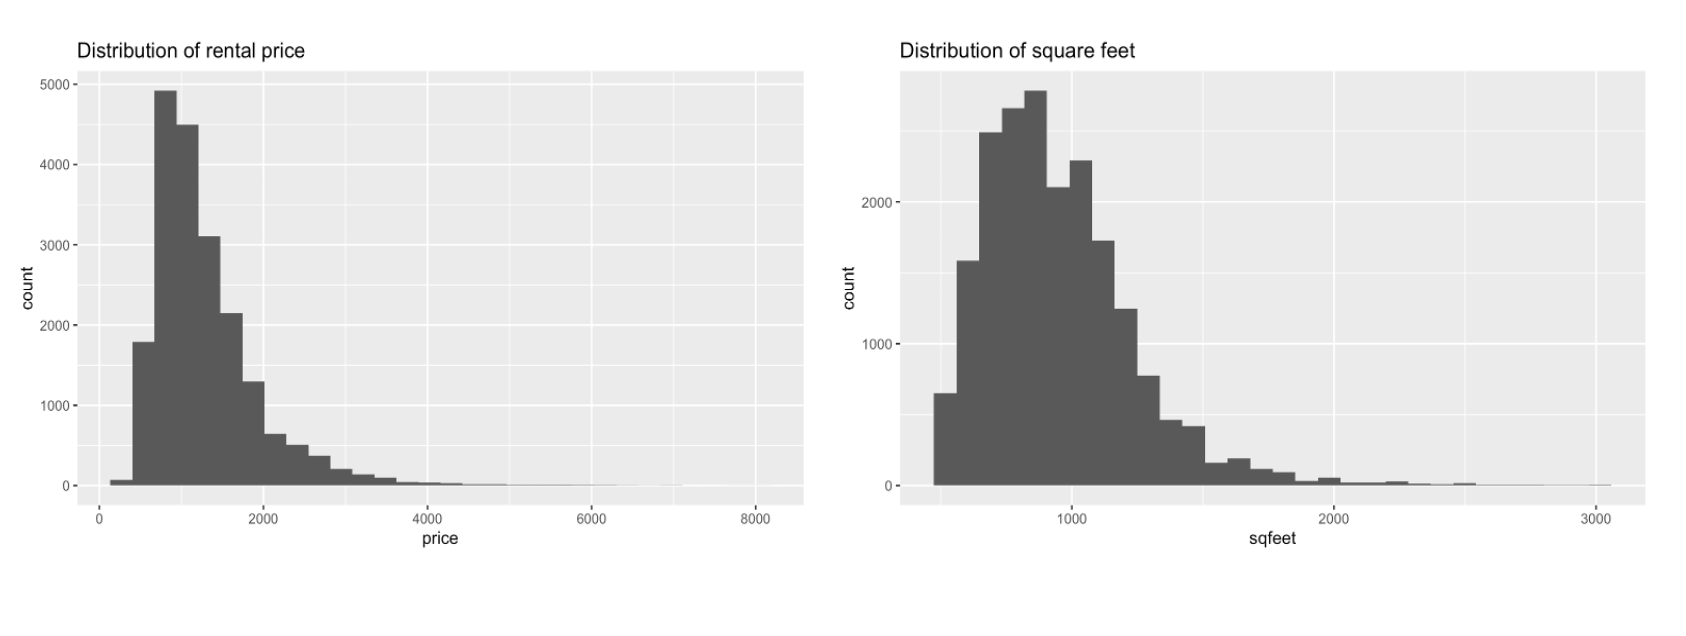 Distribution of rental price
5000
4000
3000
2000
1000
0
count
0 2000 4000 6000 8000
price
Distribution of square feet
2000
1000
0
count
1000 2000 3000
sqfeet